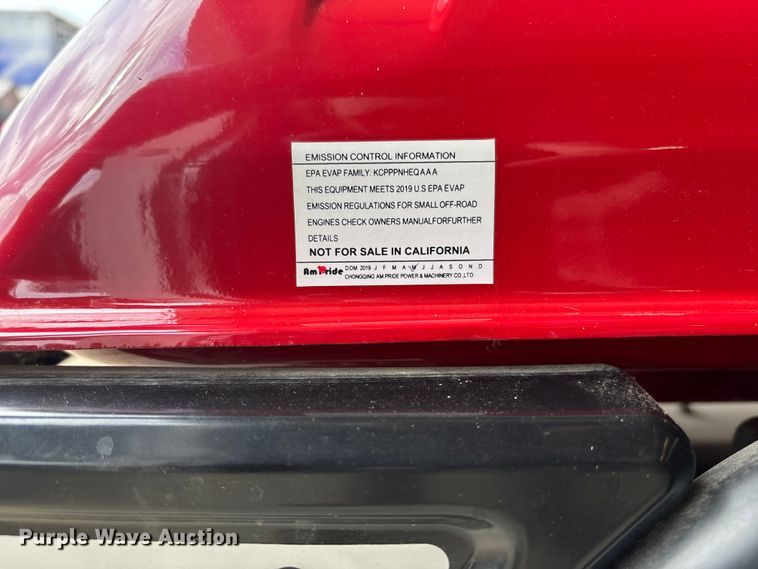 EMISSION CONTROL INFORMATION
EPA EVAP FAMILY: KCPPPNHEQAAA
THIS EQUIPMENT MEETS 2019 U.S EPA EVAP
EMISSION REGULATIONS FOR SMALL OFF-ROAD
ENGINES CHECK OWNERS MANUALFORFURTHER
DETAILS
NOT FOR SALE IN CALIFORNIA
AmPride DOM 2019 J F M A M J J A S O N D
CHONGQING AM PRIDE POWER & MACHINERY CO.,LTD
Purple Wave Auction